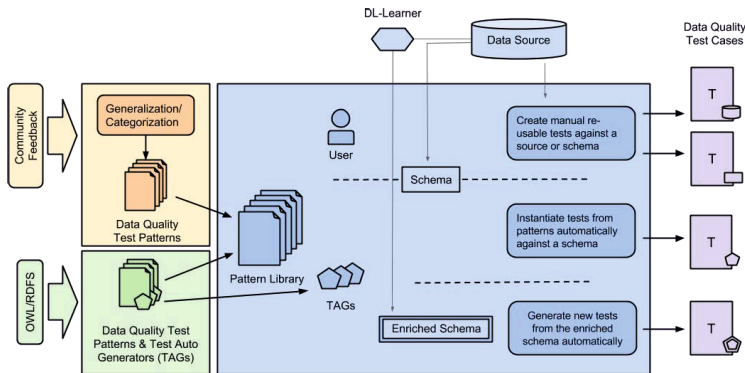 DL-Learner
Data Source
Data Quality
Test Cases
Community
Feedback
Generalization/
Categorization
Data Quality
Test Patterns
OWL/RDFS
Data Quality Test
Patterns & Test Auto
Generators (TAGs)
Pattern Library
User
Schema
TAGs
Enriched Schema
Create manual re-
usable tests against a
source or schema
Instantiate tests from
patterns automatically
against a schema
Generate new tests
from the enriched
schema automatically
T
T
T
T